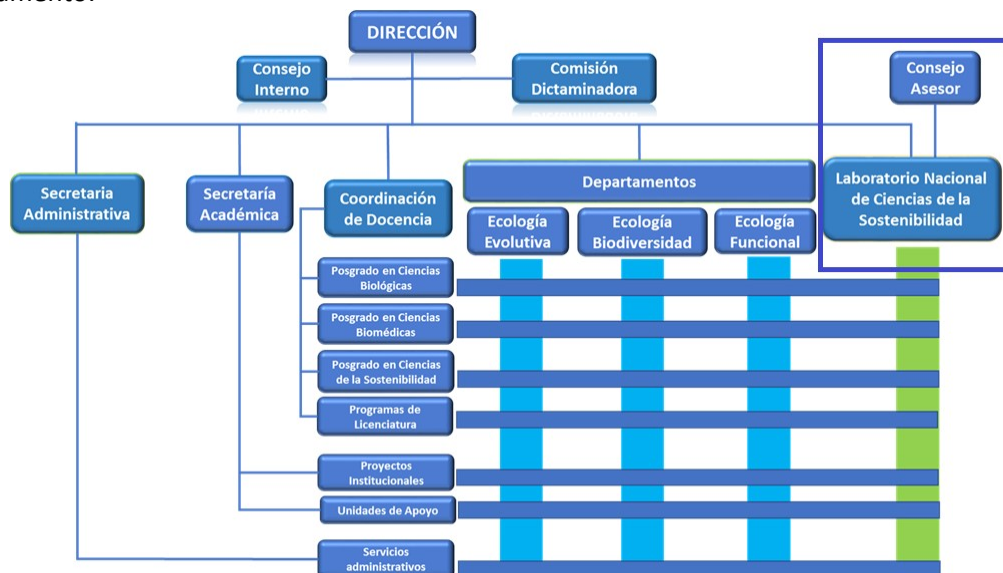 DIRECCIÓN
Consejo
Interno
Comisión
Dictaminadora
Consejo
Asesor
Secretaria
Administrativa
Secretaría
Académica
Coordinación
de Docencia
Departamentos
Laboratorio Nacional
de Ciencias de la
Sostenibilidad
Ecología
Evolutiva
Ecología
Biodiversidad
Ecología
Funcional
Posgrado en Ciencias
Biológicas
Posgrado en Ciencias
Biomédicas
Posgrado en Ciencias
de la Sostenibilidad
Programas de
Licenciatura
Proyectos
Institucionales
Unidades de Apoyo
Servicios
administrativos